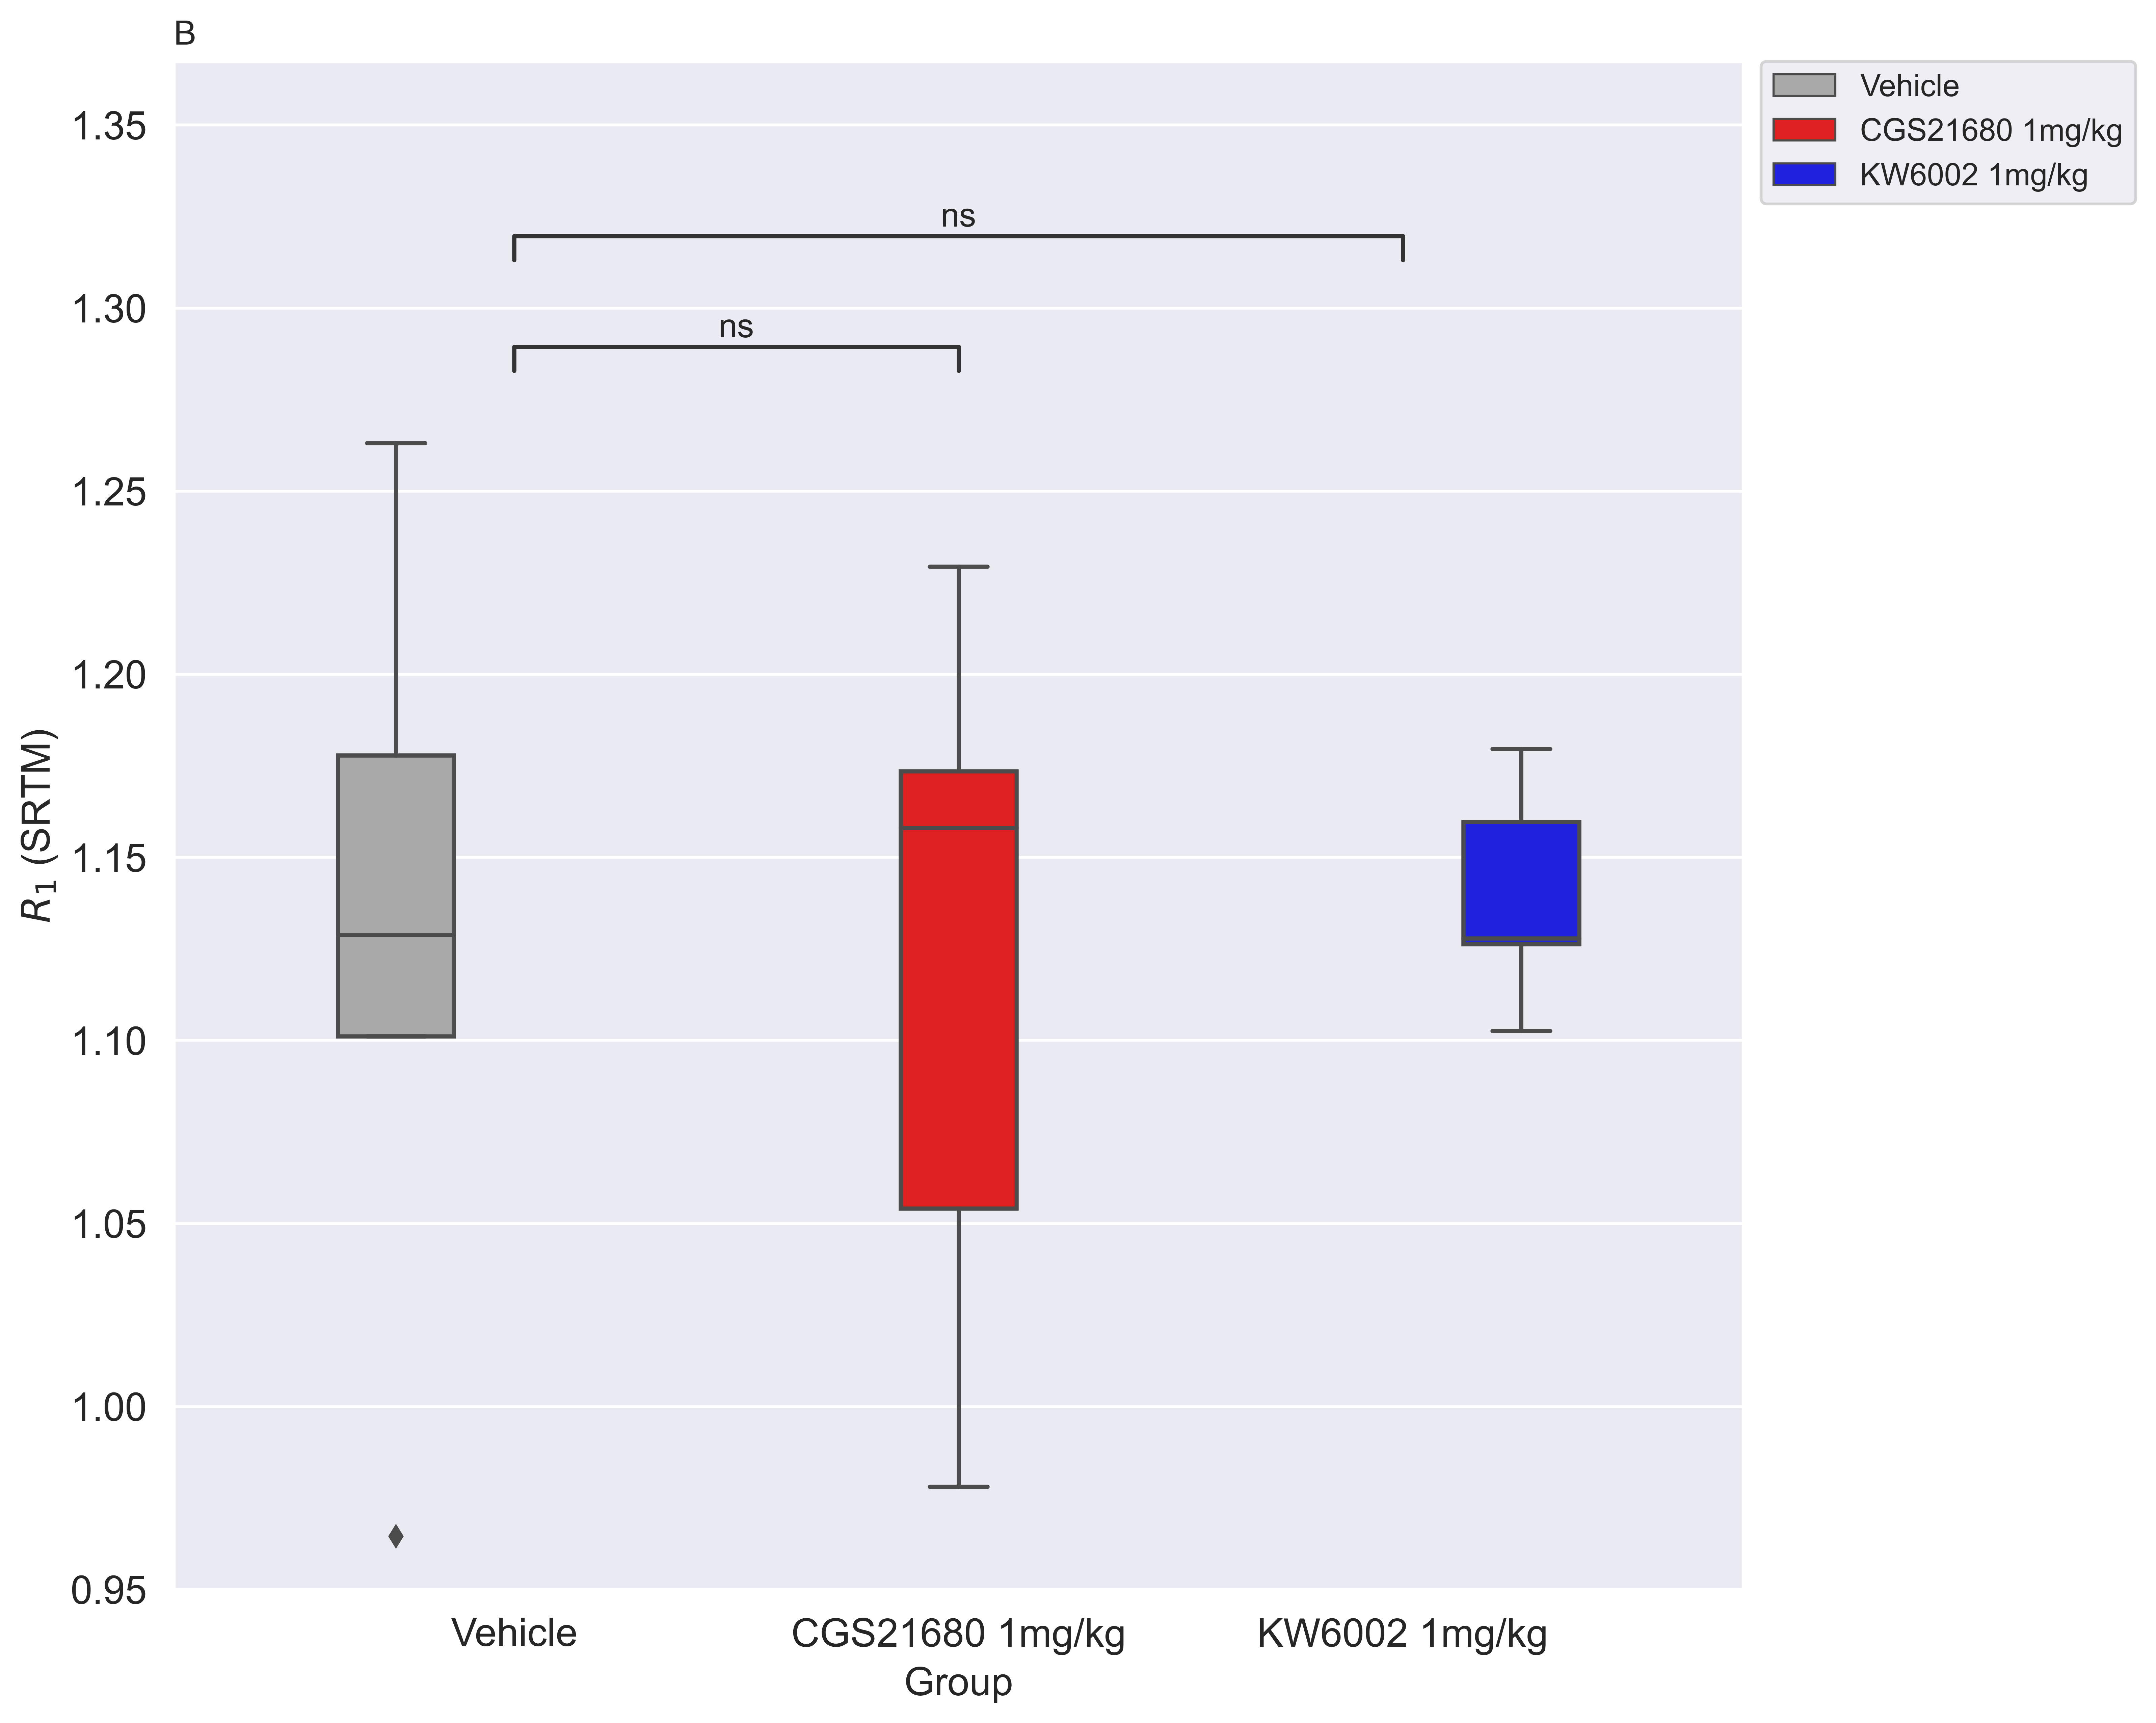 B
Vehicle
CGS21680 1mg/kg
KW6002 1mg/kg
1.35
1.30
1.25
1.20
1.15
1.10
1.05
1.00
0.95
R1 (SRTM)
ns
ns
Vehicle
CGS21680 1mg/kg
KW6002 1mg/kg
Group